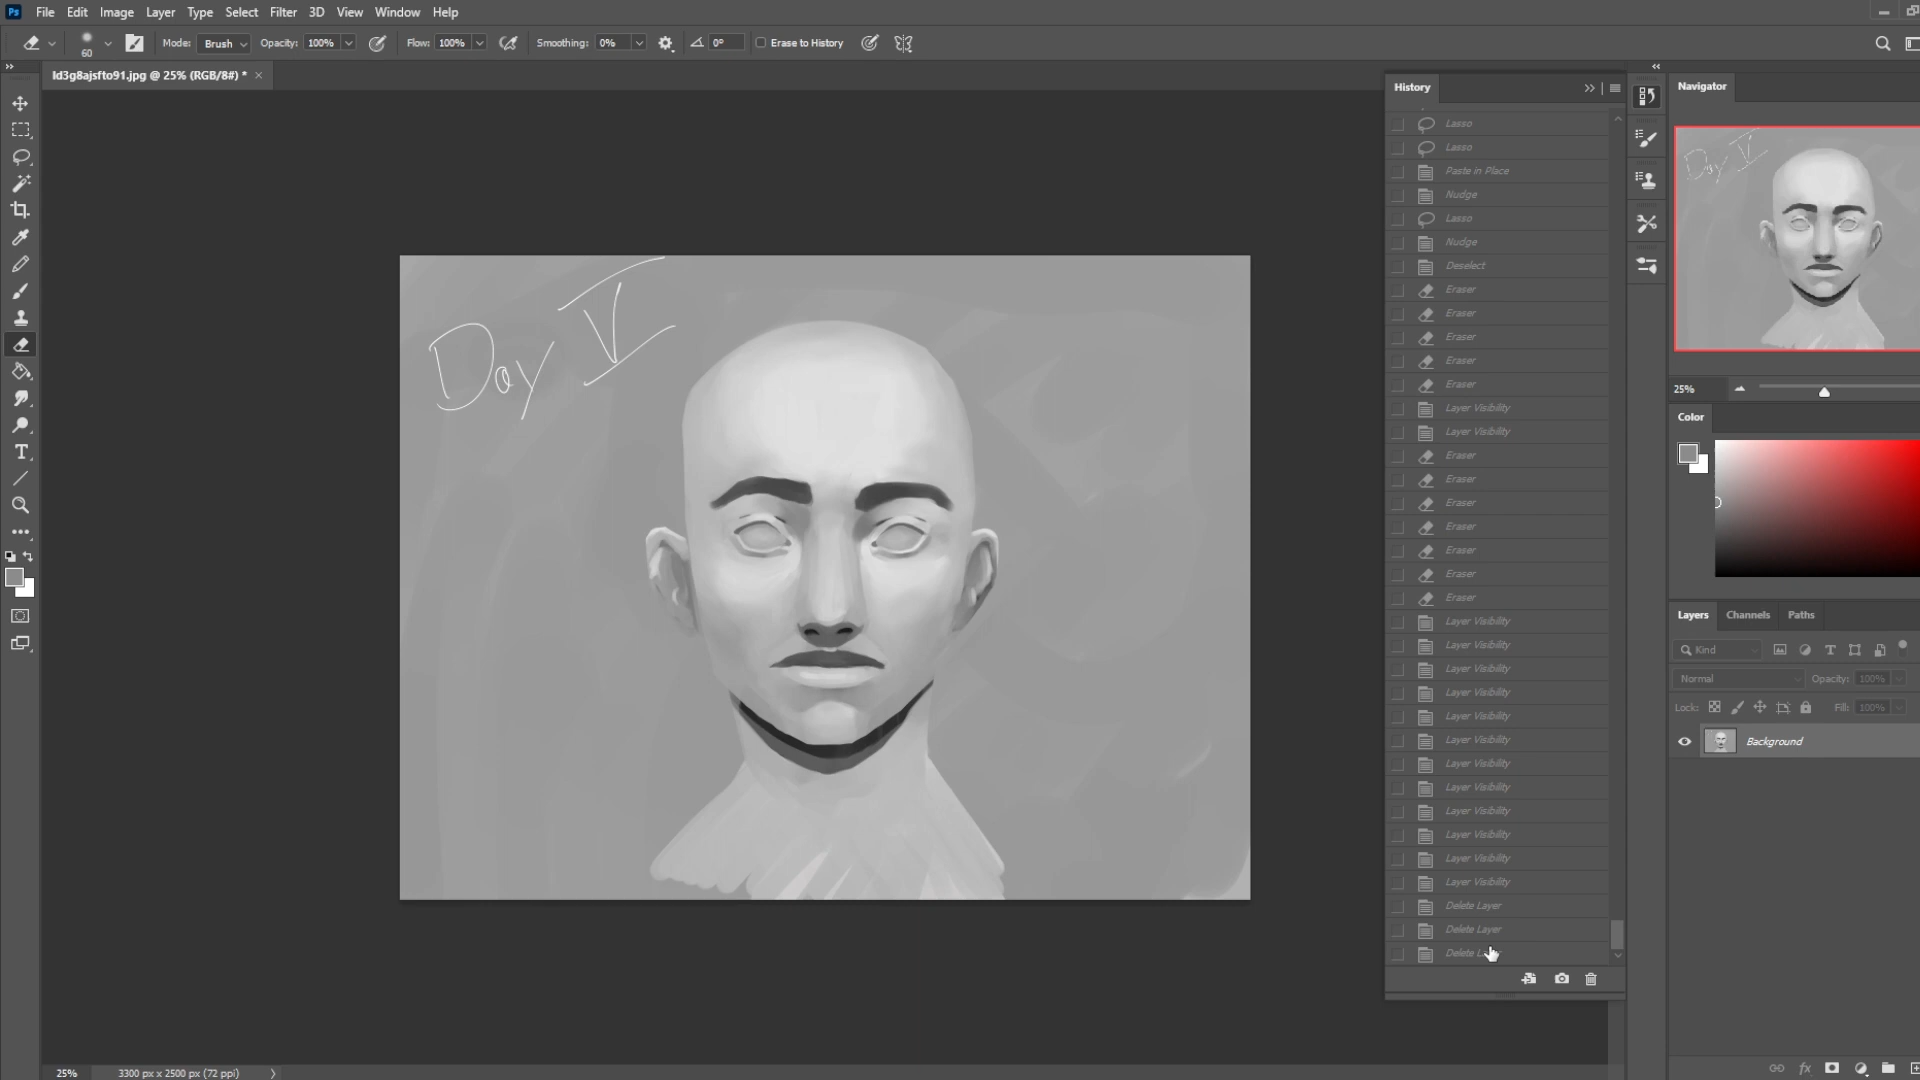 Ps File Edit Image Layer Type Select Filter 3D View Window Help
60 Mode: Brush Opacity: 100% Flow: 100% Smoothing: 0% 0° Erase to History
ld3g8ajsfto91.jpg @ 25% (RGB/8#) * ×
Day V
History
Lasso
Lasso
Paste in Place
Nudge
Lasso
Nudge
Deselect
Eraser
Eraser
Eraser
Eraser
Eraser
Layer Visibility
Layer Visibility
Eraser
Eraser
Eraser
Eraser
Eraser
Eraser
Eraser
Layer Visibility
Layer Visibility
Layer Visibility
Layer Visibility
Layer Visibility
Layer Visibility
Layer Visibility
Layer Visibility
Layer Visibility
Layer Visibility
Layer Visibility
Layer Visibility
Delete Layer
Delete Layer
Delete
Navigator
Day V
25%
Color
Layers Channels Paths
Kind
Normal Opacity: 100%
Lock: Fill: 100%
Background
25% 3300 px x 2500 px (72 ppi)